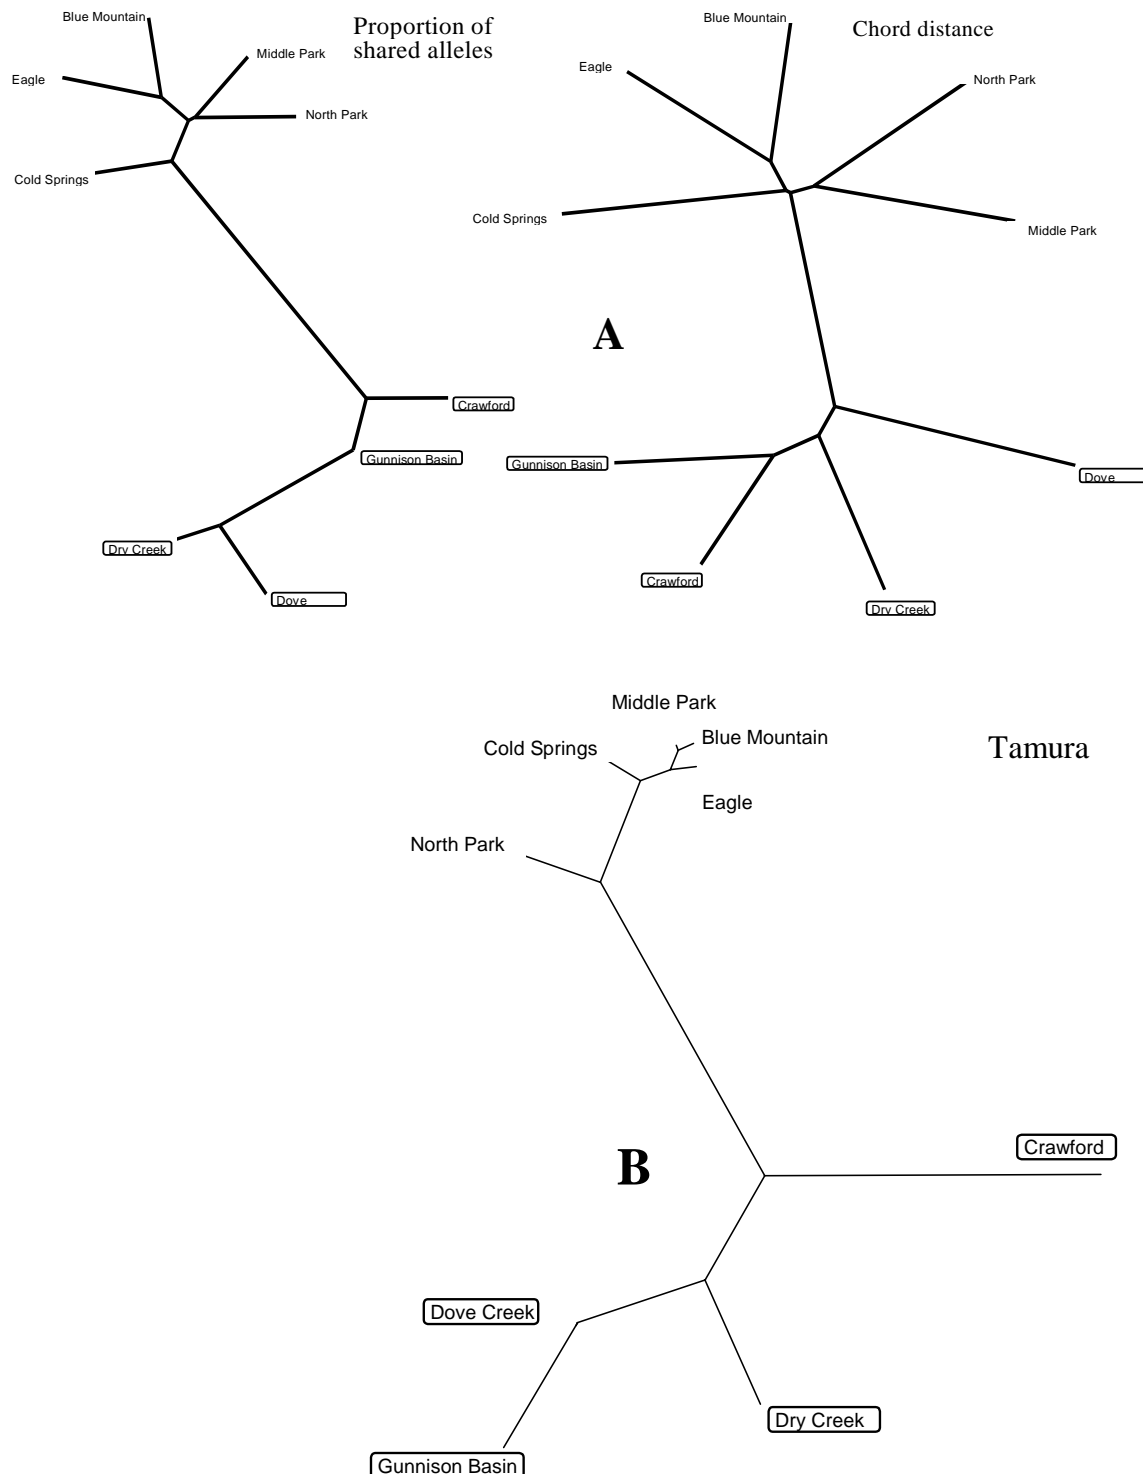 Proportion of
shared alleles
Blue Mountain
Middle Park
Eagle
North Park
Cold Springs
Crawford
Gunnison Basin
Dry Creek
Dove
Chord distance
Blue Mountain
Eagle
North Park
Cold Springs
Middle Park
Gunnison Basin
Dove
Crawford
Dry Creek
A
Tamura
Middle Park
Blue Mountain
Cold Springs
Eagle
North Park
B
Crawford
Dove Creek
Dry Creek
Gunnison Basin